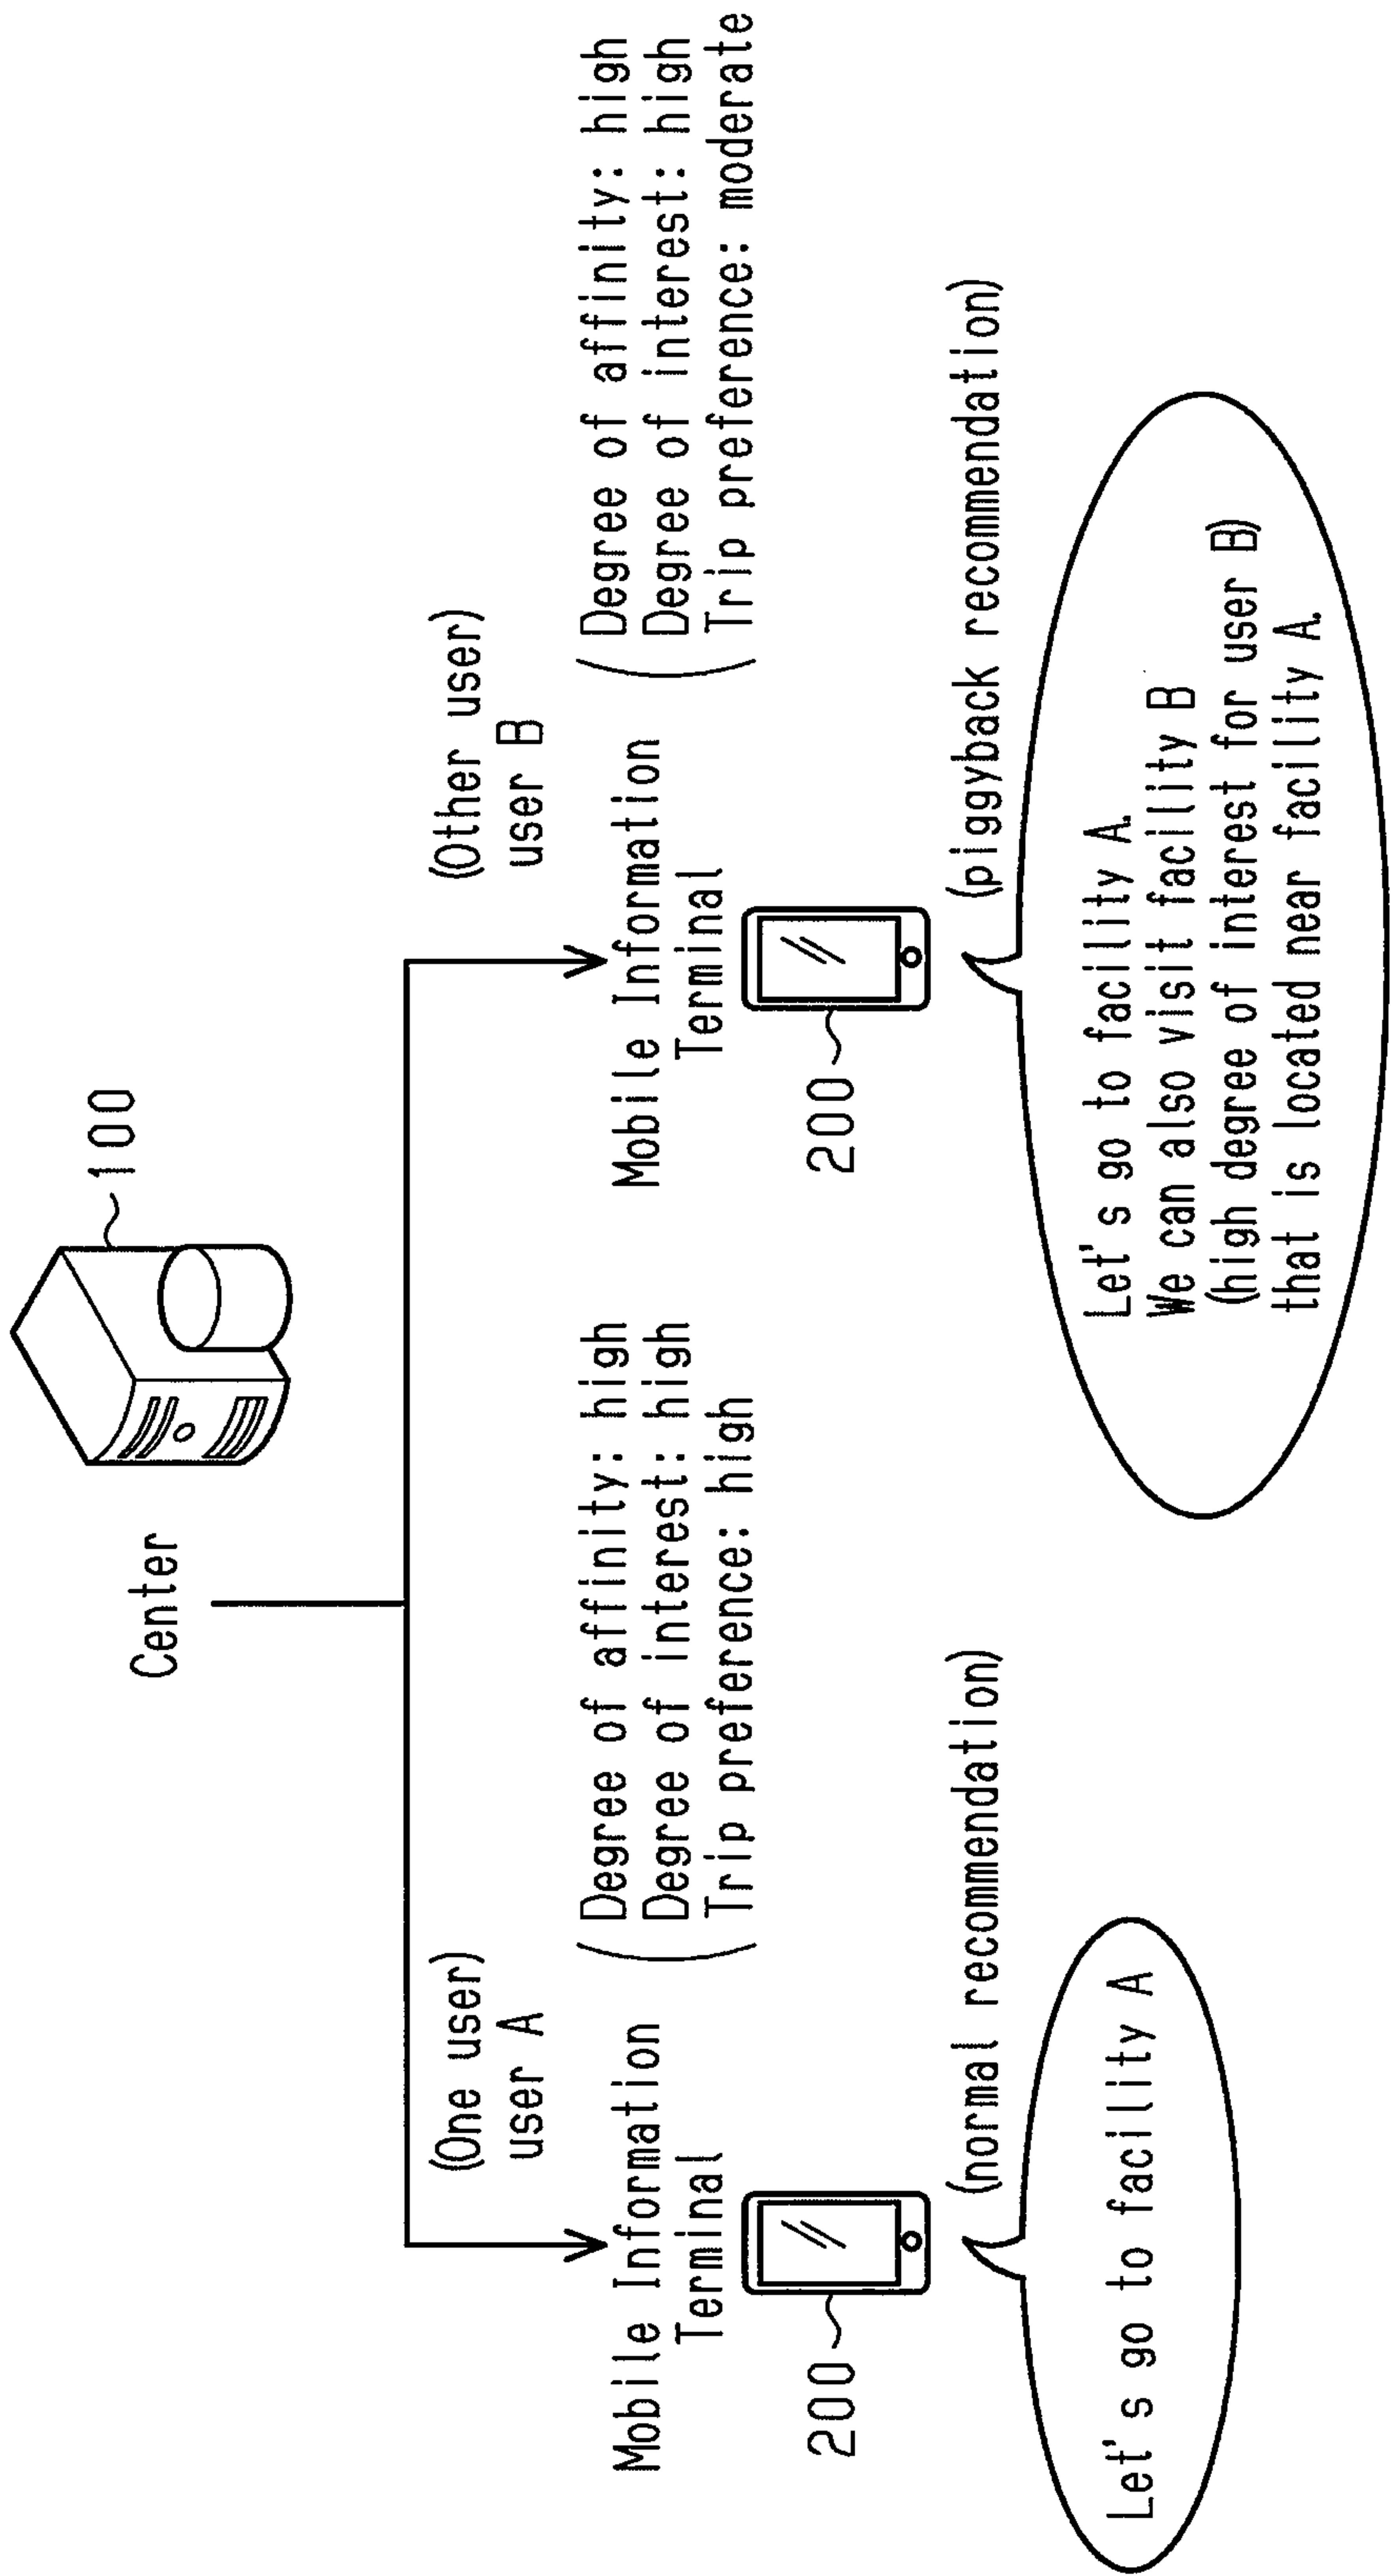 100
Center
(One user)
user A
Mobile Information
Terminal
(Degree of affinity: high
Degree of interest: high
Trip preference: high
200
(normal recommendation)
Let's go to facility A
(Other user)
user B
Mobile Information
Terminal
(Degree of affinity: high
Degree of interest: high
Trip preference: moderate
200
(piggyback recommendation)
Let's go to facility A.
We can also visit facility B
(high degree of interest for user B)
that is located near facility A.